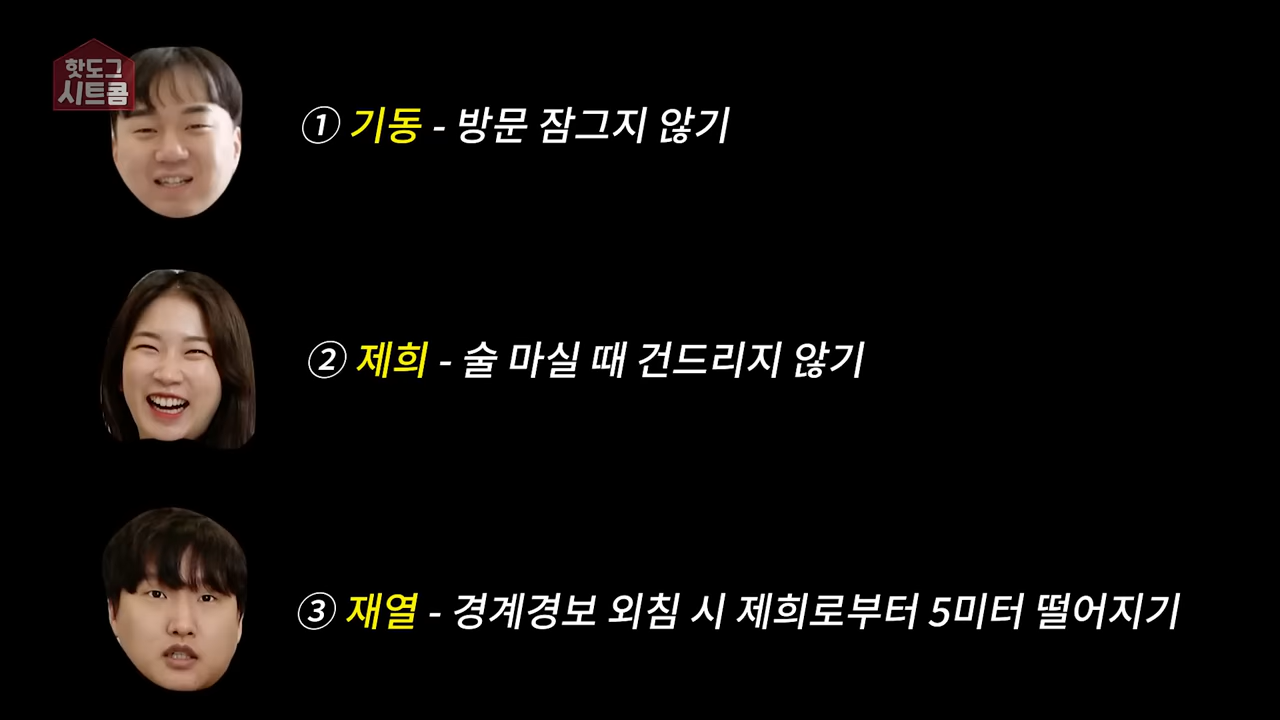 핫도그
시트콤
① 기동 - 방문 잠그지 않기
② 제희 - 술 마실 때 건드리지 않기
③ 재열 - 경계경보 외침 시 제희로부터 5미터 떨어지기